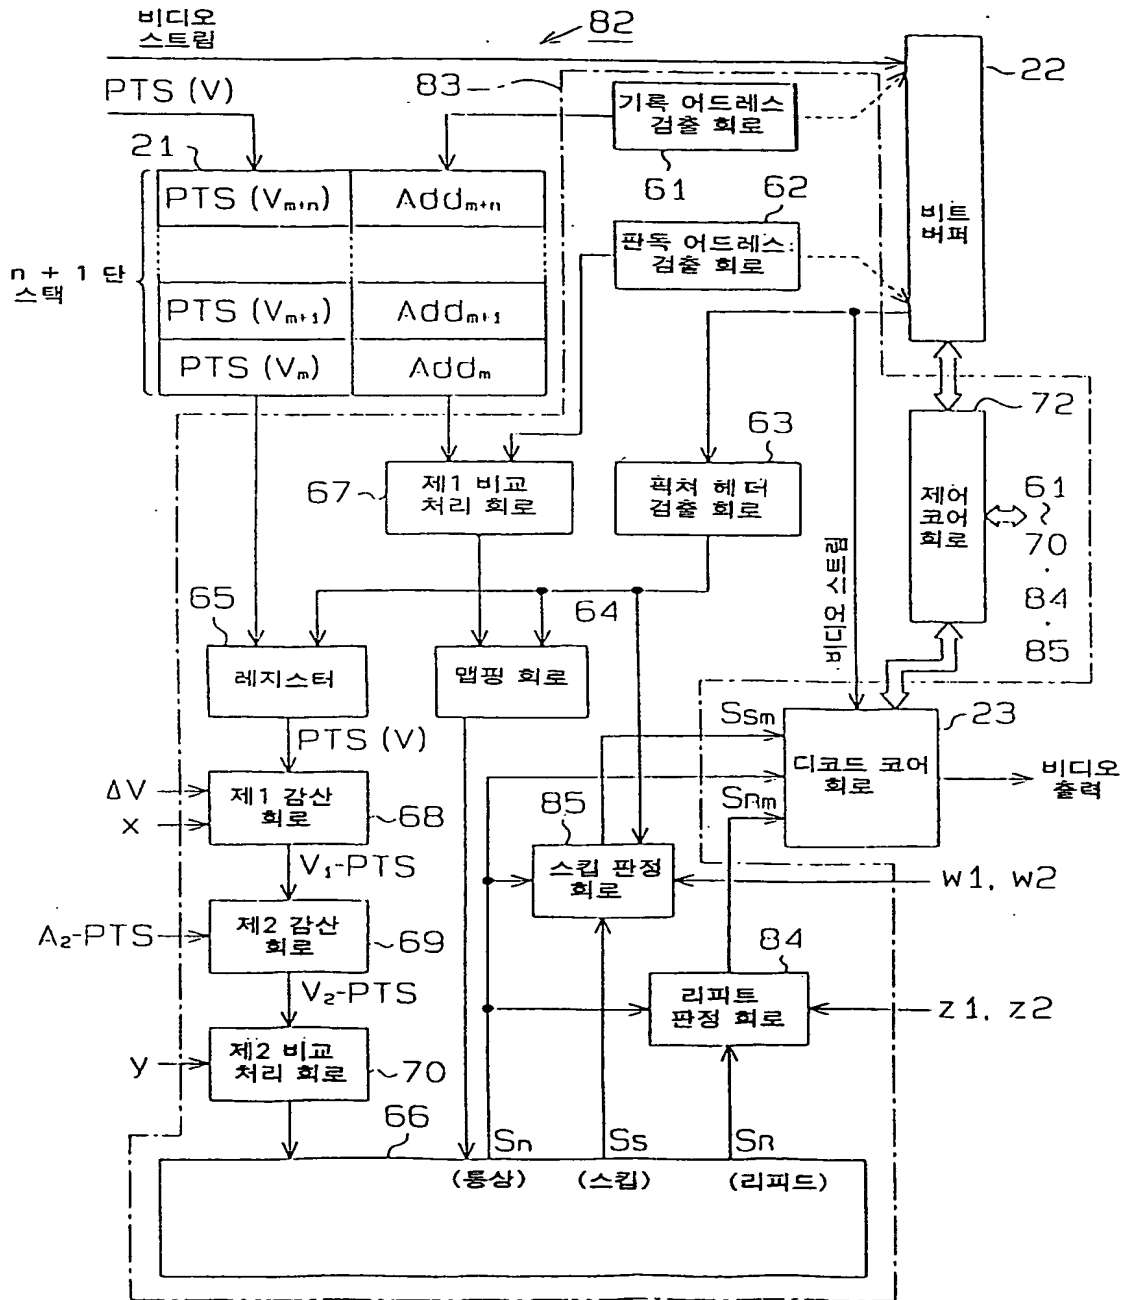 비디오
스트림
82
PTS (V)
83
22
기록 어드레스
검출 회로
21
61
62
PTS (Vm+n)
Addm+n
판독 어드레스
검출 회로
비트
버퍼
n + 1 단
스택
PTS (Vm+1)
Addm+1
PTS (Vm)
Addm
72
63
67
제1 비교
처리 회로
픽쳐 헤더
검출 회로
제어
코어
회로
61
~
70
·
84
·
85
비디오 스트림
65
64
레지스터
맵핑 회로
PTS (V)
SSm
23
ΔV
x
제1 감산
회로
68
디코드 코어
회로
비디오
출력
85
SRm
V1-PTS
스킵 판정
회로
w1, w2
A2-PTS
제2 감산
회로
69
84
V2-PTS
리피트
판정 회로
z1, z2
y
제2 비교
처리 회로
70
66
Sn
SS
SR
(통상)
(스킵)
(리피드)